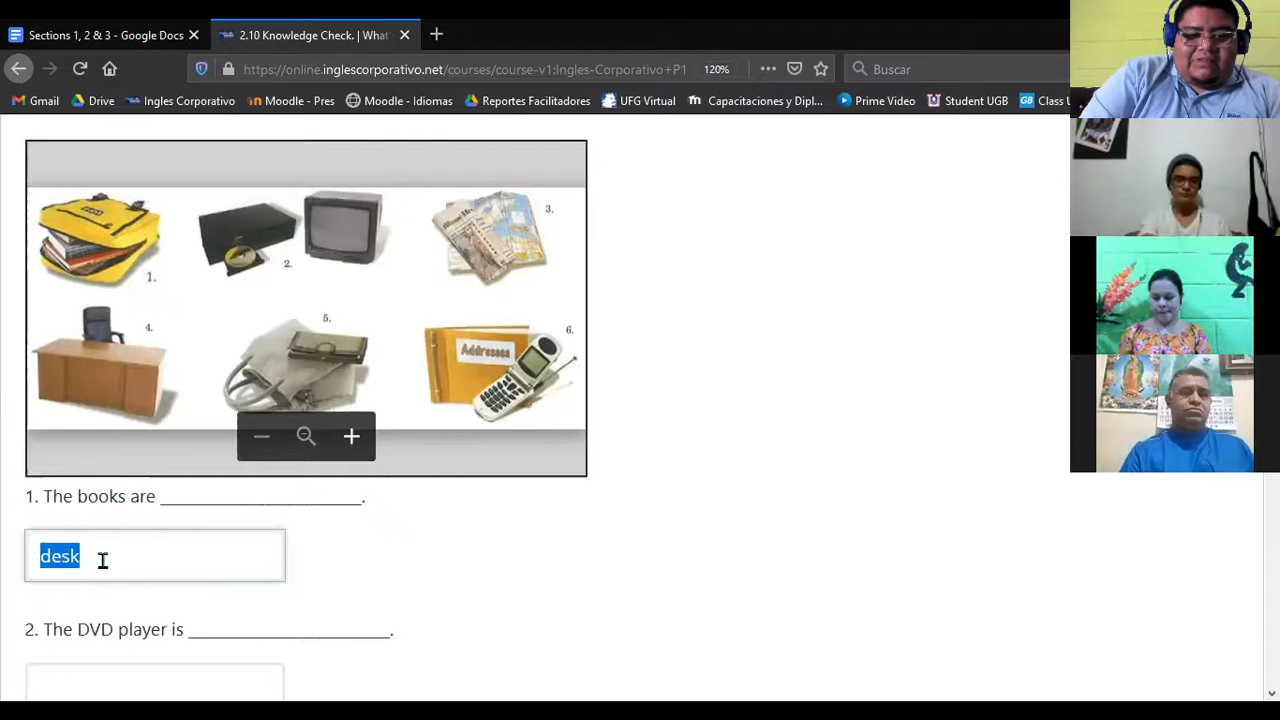 Sections 1, 2 & 3 - Google Docs
2.10 Knowledge Check. | What'
https://online.inglescorporativo.net/courses/course-v1:Ingles-Corporativo+P1
120%
Buscar
Gmail
Drive
Ingles Corporativo
Moodle - Pres
Moodle - Idiomas
Reportes Facilitadores
UFG Virtual
Capacitaciones y Dipl...
Prime Video
Student UGB
Class U
1.
2.
3.
4.
5.
6.
Addresses
1. The books are ________________________.
desk
2. The DVD player is ________________________.